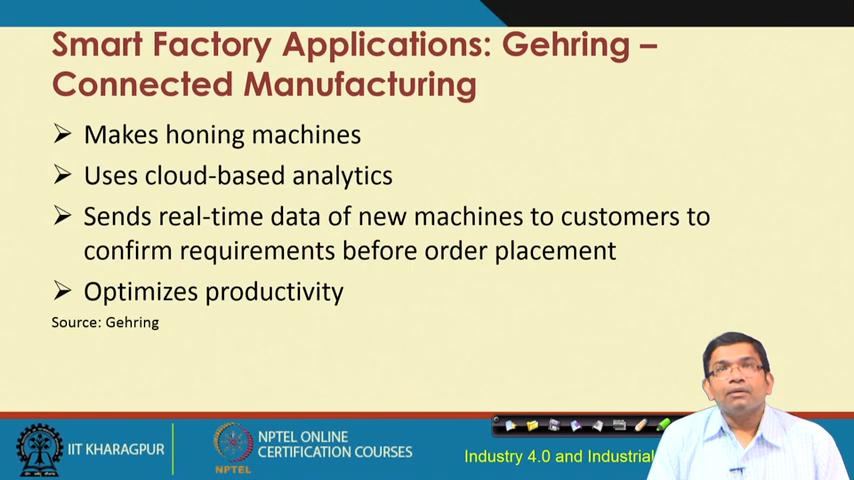 Smart Factory Applications: Gehring –
Connected Manufacturing
➢ Makes honing machines
➢ Uses cloud-based analytics
➢ Sends real-time data of new machines to customers to
confirm requirements before order placement
➢ Optimizes productivity
Source: Gehring
IIT KHARAGPUR
NPTEL
NPTEL ONLINE
CERTIFICATION COURSES
Industry 4.0 and Industrial